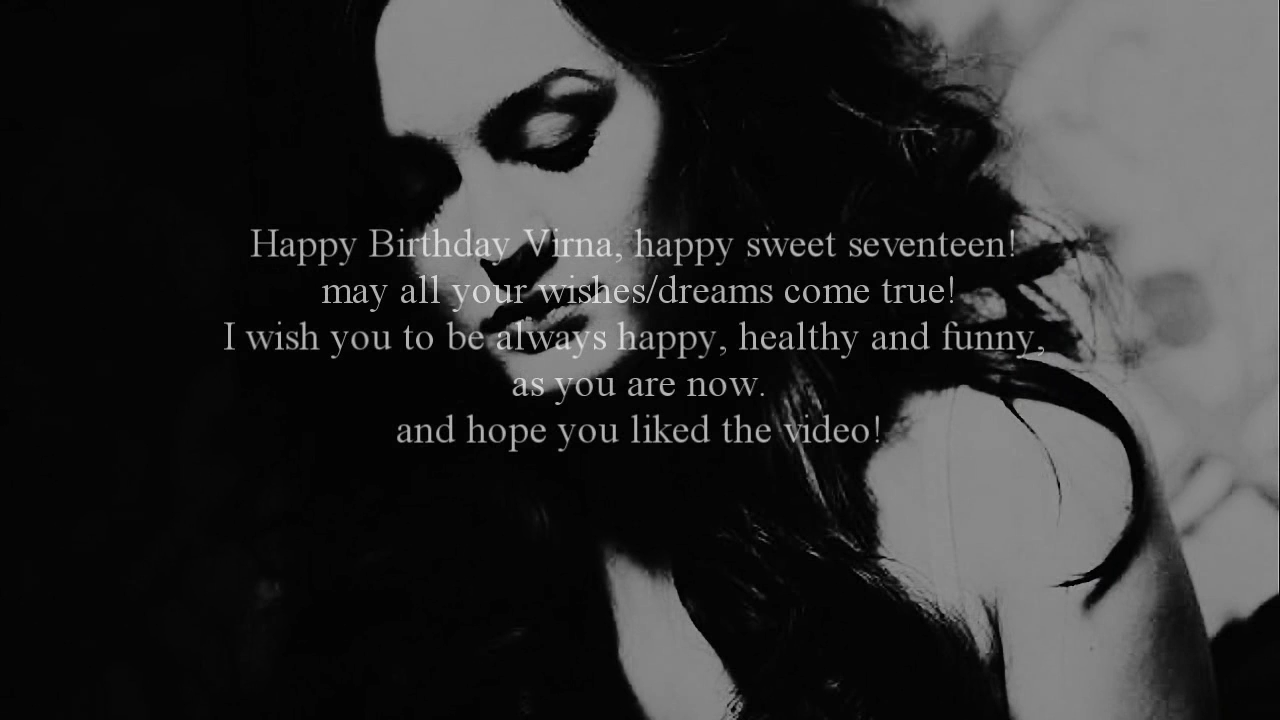 Happy Birthday Virna, happy sweet seventeen!
may all your wishes/dreams come true!
I wish you to be always happy, healthy and funny,
as you are now.
and hope you liked the video!